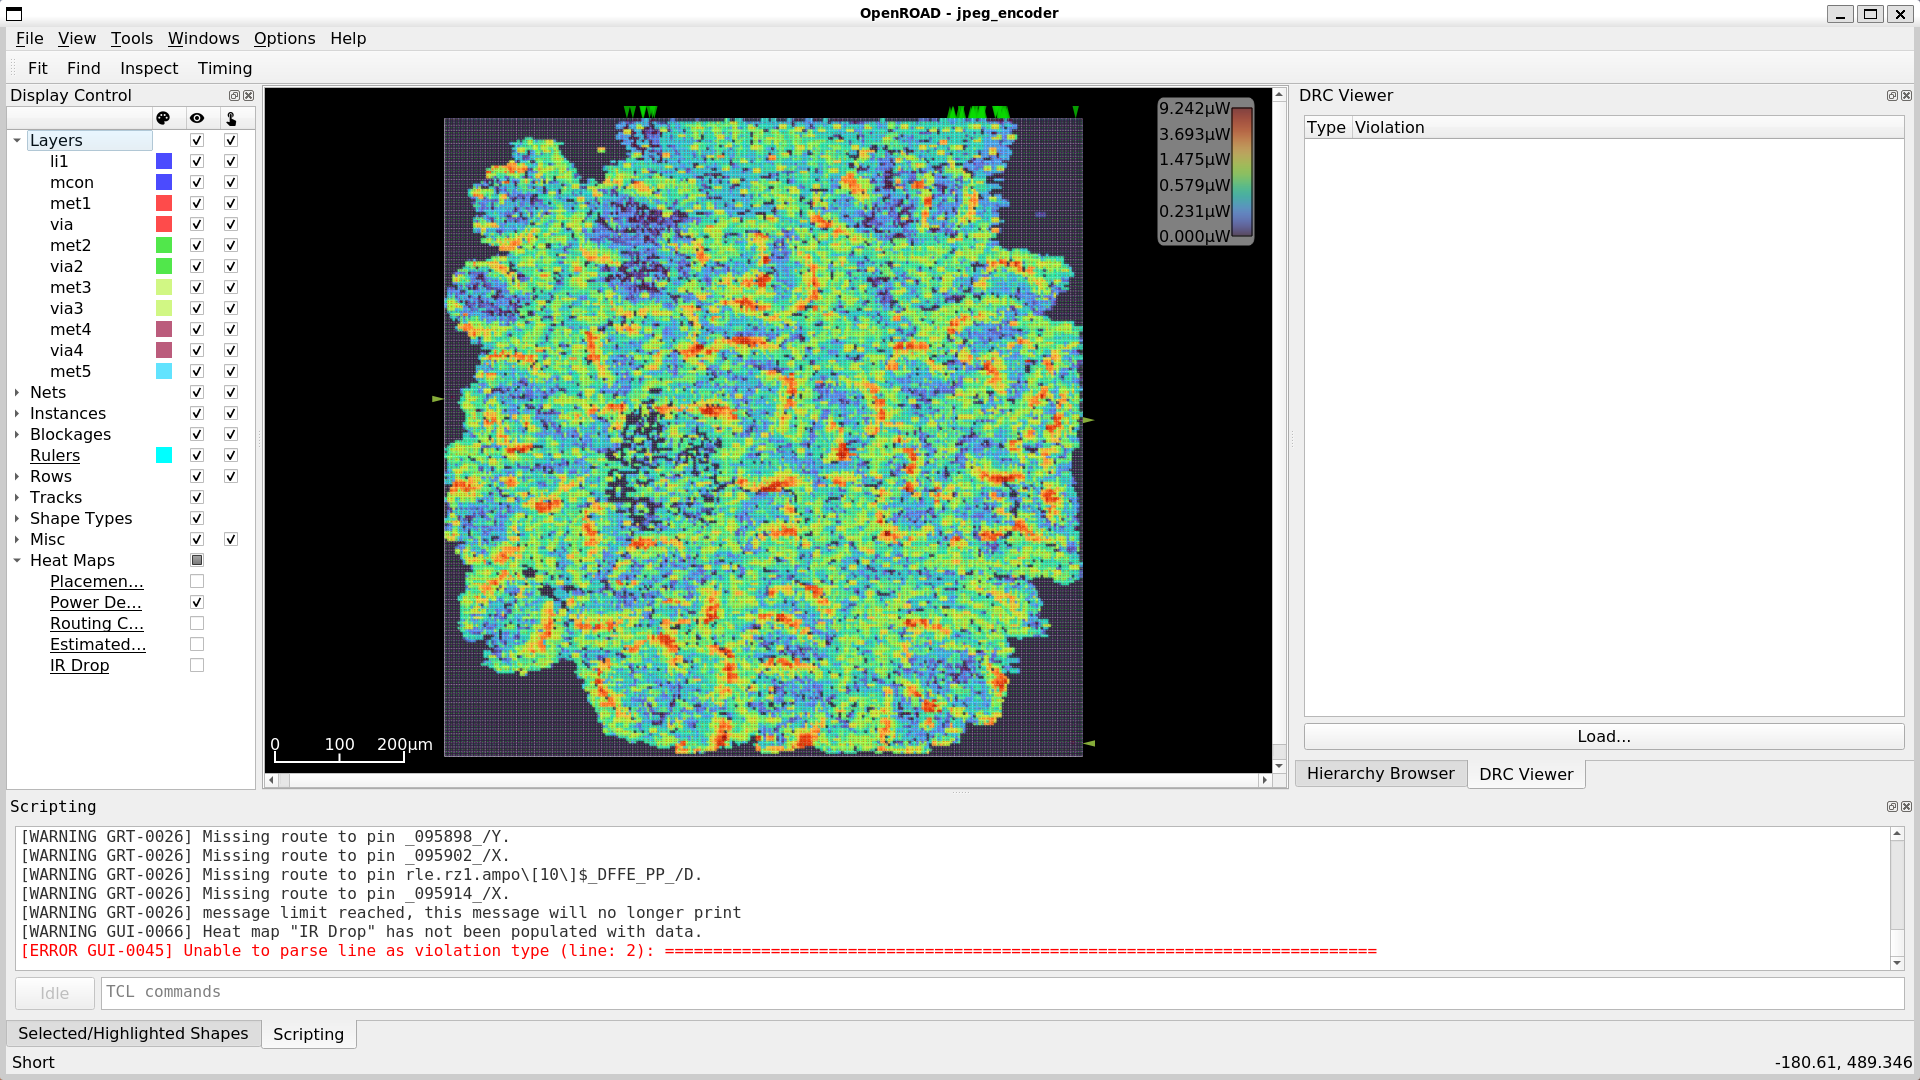 OpenROAD - jpeg_encoder
File View Tools Windows Options Help
Fit Find Inspect Timing
Display Control
Layers
li1
mcon
met1
via
met2
via2
met3
via3
met4
via4
met5
Nets
Instances
Blockages
Rulers
Rows
Tracks
Shape Types
Misc
Heat Maps
Placemen...
Power De...
Routing C...
Estimated...
IR Drop
9.242μW
3.693μW
1.475μW
0.579μW
0.231μW
0.000μW
0 100 200μm
DRC Viewer
Type Violation
Load...
Hierarchy Browser DRC Viewer
Scripting
[WARNING GRT-0026] Missing route to pin _095898_/Y.
[WARNING GRT-0026] Missing route to pin _095902_/X.
[WARNING GRT-0026] Missing route to pin rle.rz1.ampo\[10\]$_DFFE_PP_/D.
[WARNING GRT-0026] Missing route to pin _095914_/X.
[WARNING GRT-0026] message limit reached, this message will no longer print
[WARNING GUI-0066] Heat map "IR Drop" has not been populated with data.
[ERROR GUI-0045] Unable to parse line as violation type (line: 2): ==========================================================================
Idle TCL commands
Selected/Highlighted Shapes Scripting
Short -180.61, 489.346